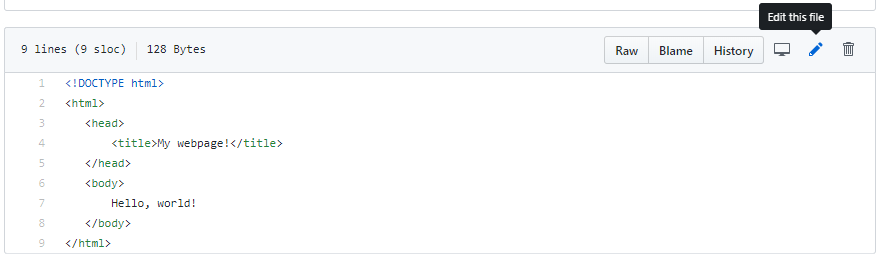 Edit this file
9 lines (9 sloc) 128 Bytes Raw Blame History
1 <!DOCTYPE html>
2 <html>
3 <head>
4 <title>My webpage!</title>
5 </head>
6 <body>
7 Hello, world!
8 </body>
9 </html>